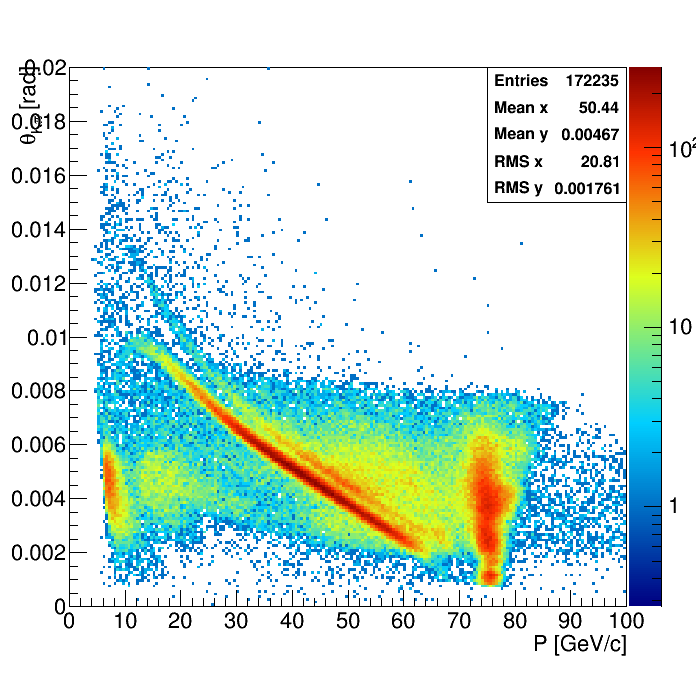 θ [rad]
0.02
0.018
0.016
0.014
0.012
0.01
0.008
0.006
0.004
0.002
0
Entries 172235
Mean x 50.44
Mean y 0.00467
RMS x 20.81
RMS y 0.001761
10²
10
1
0 10 20 30 40 50 60 70 80 90 100
P [GeV/c]